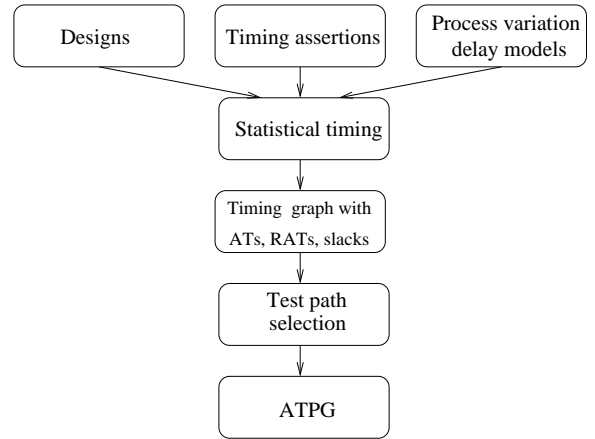 Designs
Timing assertions
Process variation
delay models
Statistical timing
Timing graph with
ATs, RATs, slacks
Test path
selection
ATPG